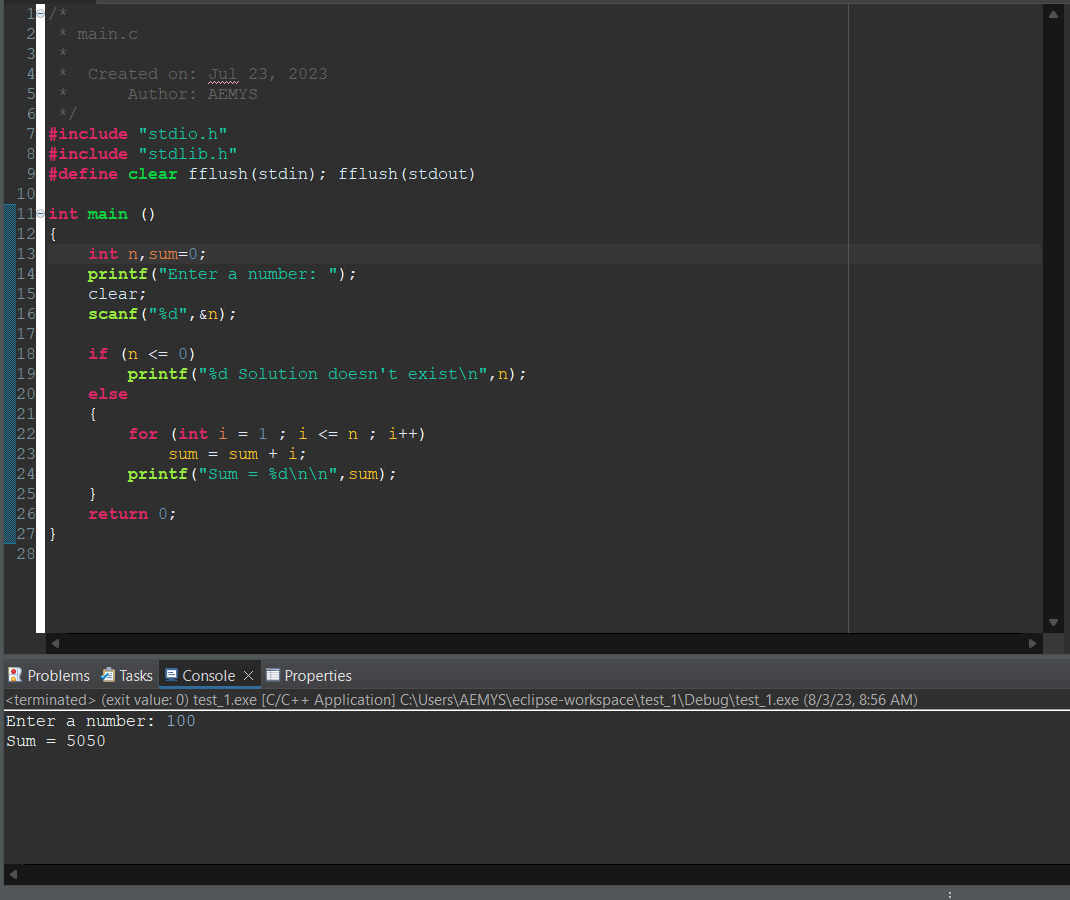 1 /*
2  * main.c
3  *
4  *  Created on: Jul 23, 2023
5  *      Author: AEMYS
6  */
7 #include "stdio.h"
8 #include "stdlib.h"
9 #define clear fflush(stdin); fflush(stdout)
10
11 int main ()
12 {
13     int n,sum=0;
14     printf("Enter a number: ");
15     clear;
16     scanf("%d",&n);
17
18     if (n <= 0)
19         printf("%d Solution doesn't exist\n",n);
20     else
21     {
22         for (int i = 1 ; i <= n ; i++)
23             sum = sum + i;
24         printf("Sum = %d\n\n",sum);
25     }
26     return 0;
27 }
28
Problems Tasks Console Properties
<terminated> (exit value: 0) test_1.exe [C/C++ Application] C:\Users\AEMYS\eclipse-workspace\test_1\Debug\test_1.exe (8/3/23, 8:56 AM)
Enter a number: 100
Sum = 5050